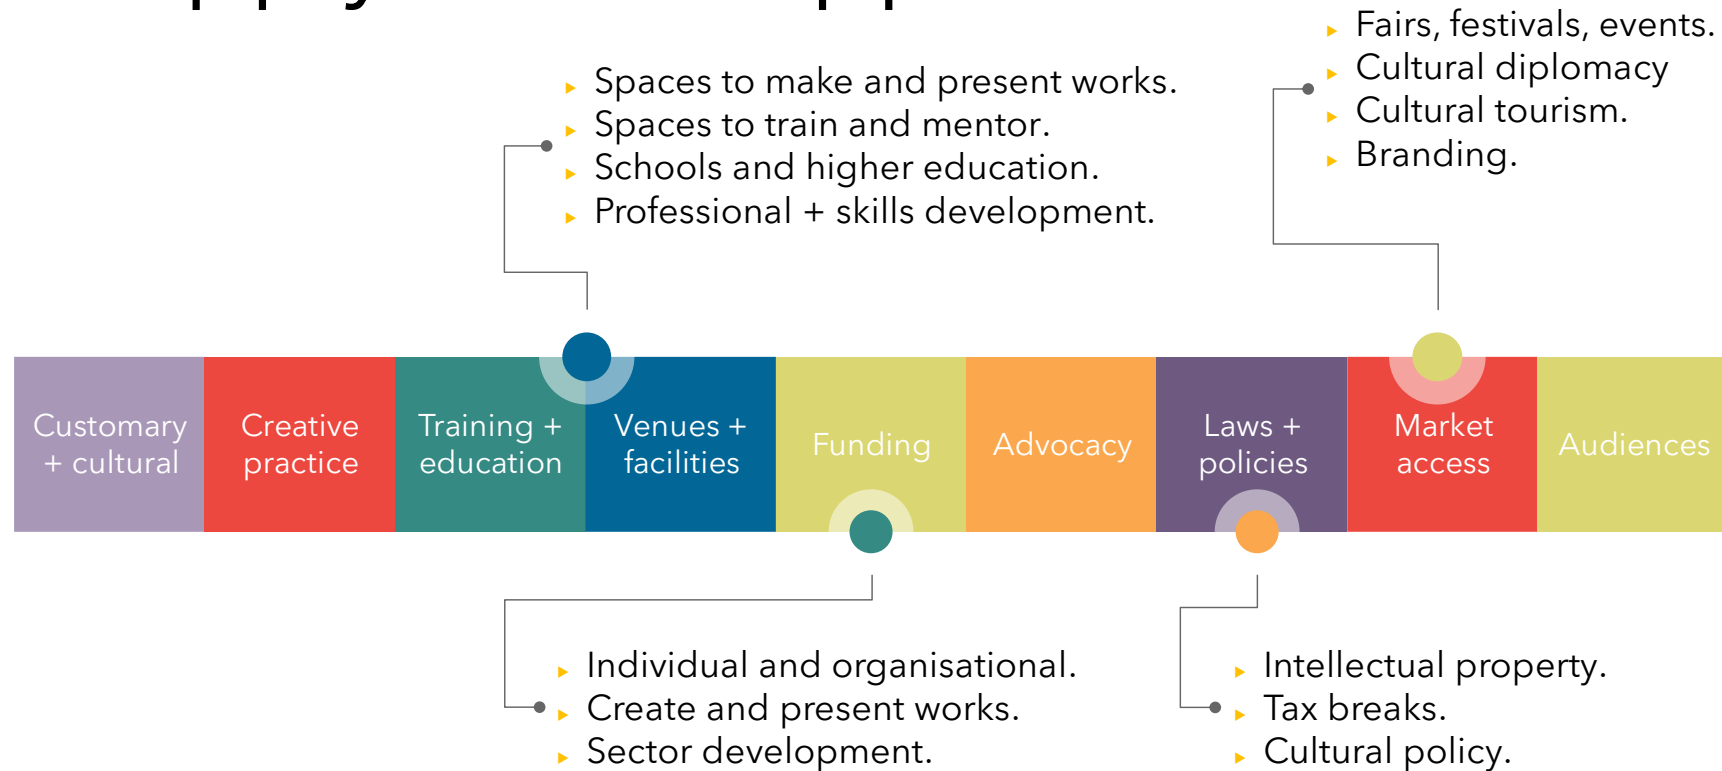 Fairs, festivals, events.
Cultural diplomacy
Cultural tourism.
Branding.
Spaces to make and present works.
Spaces to train and mentor.
Schools and higher education.
Professional + skills development.
Customary
+ cultural
Creative
practice
Training +
education
Venues +
facilities
Funding
Advocacy
Laws +
policies
Market
access
Audiences
Individual and organisational.
Create and present works.
Sector development.
Intellectual property.
Tax breaks.
Cultural policy.